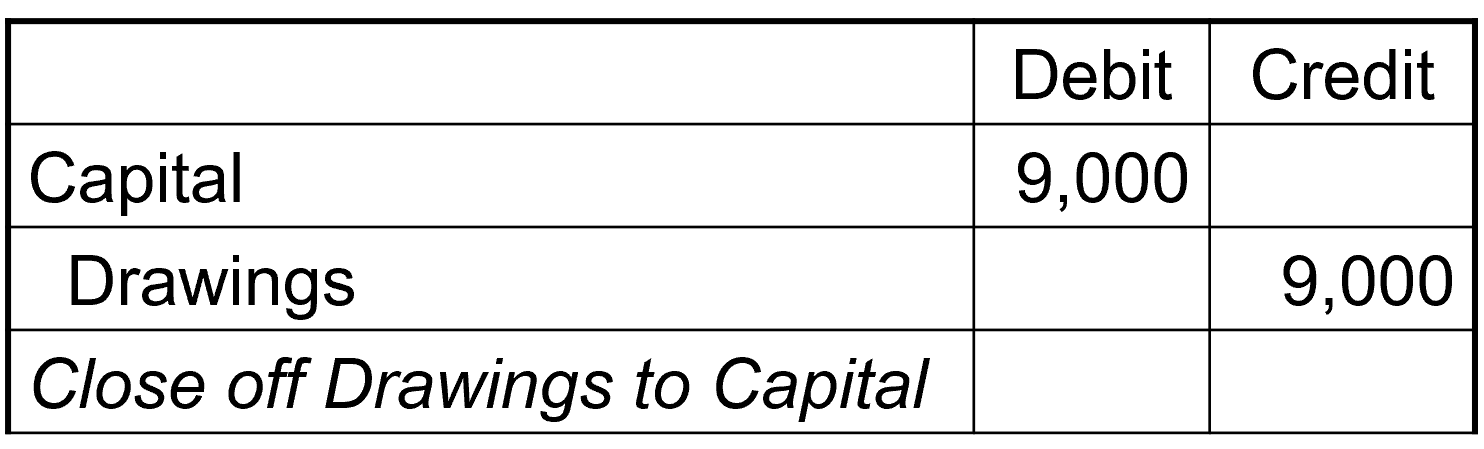 Debit Credit
Capital 9,000
Drawings 9,000
Close off Drawings to Capital